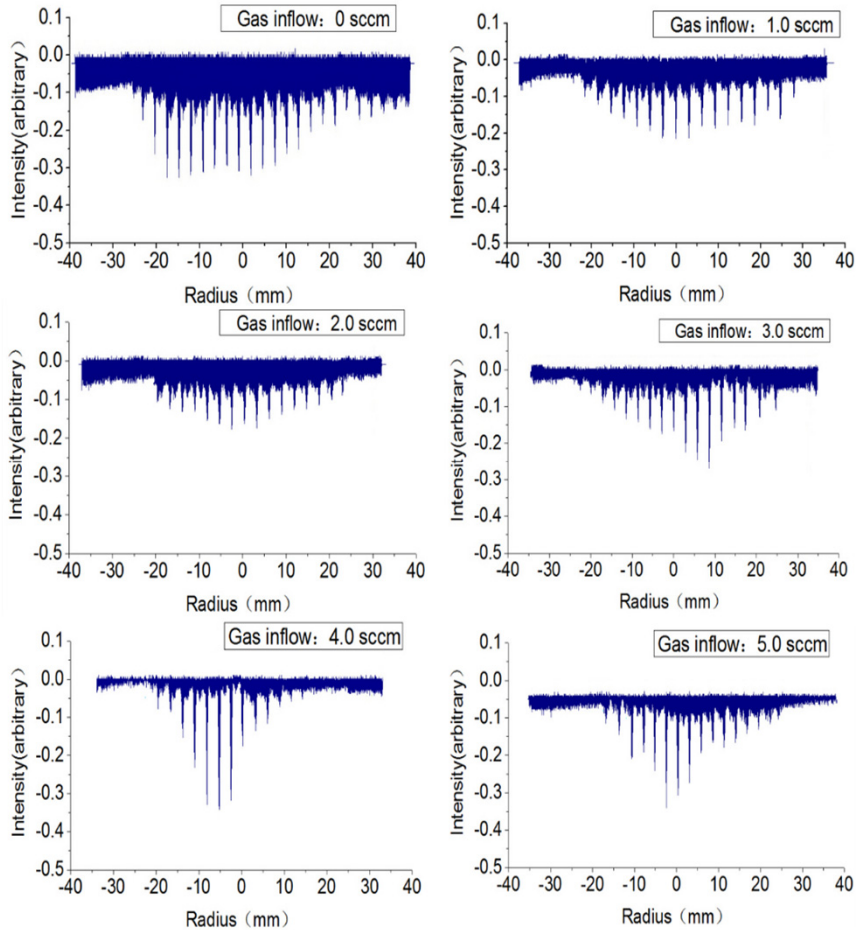 Gas inflow: 0 sccm
Intensity(arbitrary)
0.1
0.0
-0.1
-0.2
-0.3
-0.4
-0.5
-40 -30 -20 -10 0 10 20 30 40
Radius（mm）
Gas inflow: 1.0 sccm
Intensity(arbitrary)
0.1
0.0
-0.1
-0.2
-0.3
-0.4
-0.5
-40 -30 -20 -10 0 10 20 30 40
Radius（mm）
Gas inflow: 2.0 sccm
Intensity(arbitrary）
0.1
0.0
-0.1
-0.2
-0.3
-0.4
-0.5
-40 -30 -20 -10 0 10 20 30 40
Radius（mm）
Gas inflow: 3.0 sccm
Intensity(arbitrary）
0.1
0.0
-0.1
-0.2
-0.3
-0.4
-0.5
-40 -30 -20 -10 0 10 20 30 40
Radius（mm）
Gas inflow: 4.0 sccm
Intensity(arbitrary）
0.1
0.0
-0.1
-0.2
-0.3
-0.4
-0.5
-40 -30 -20 -10 0 10 20 30 40
Radius（mm）
Gas inflow: 5.0 sccm
Intensity(arbitrary）
0.1
0.0
-0.1
-0.2
-0.3
-0.4
-0.5
-40 -30 -20 -10 0 10 20 30 40
Radius（mm）